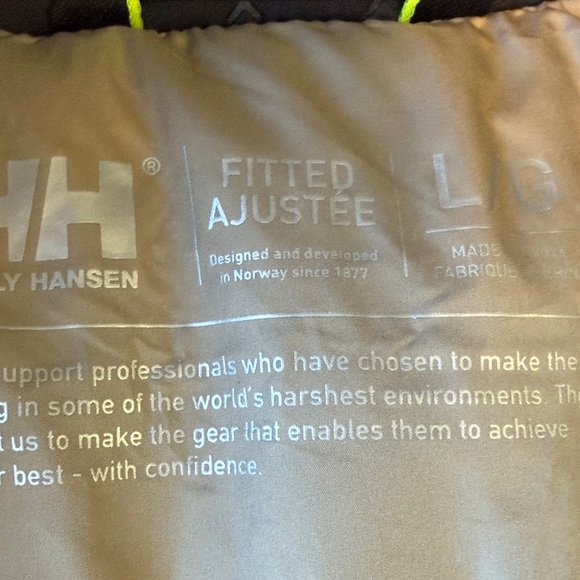 HH®
LY HANSEN
FITTED
AJUSTÉE
Designed and developed
in Norway since 1877
L/G
MADE
FABRIQUÉ
upport professionals who have chosen to make the
g in some of the world's harshest environments. The
t us to make the gear that enables them to achieve
r best - with confidence.